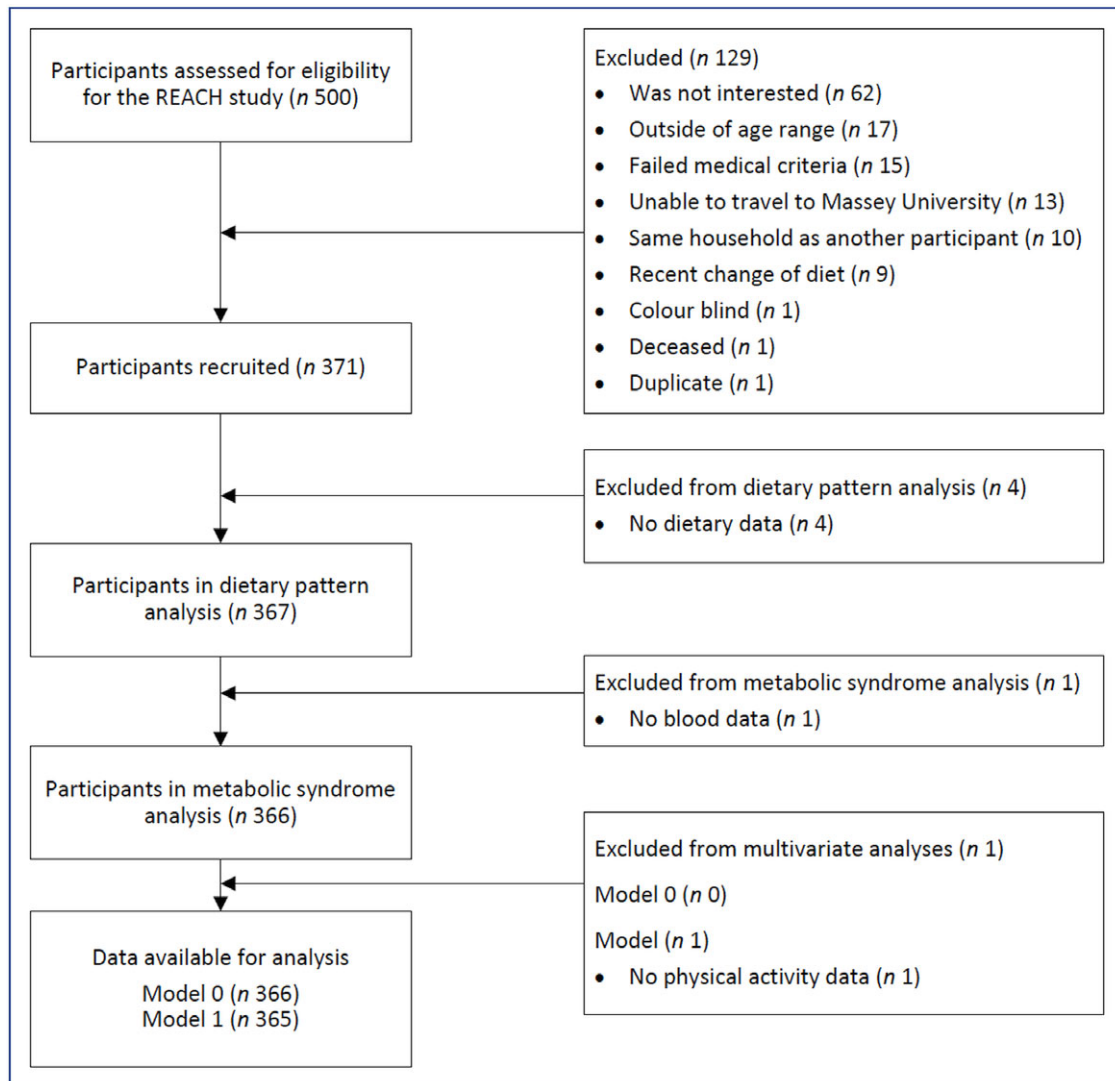 Participants assessed for eligibility
for the REACH study (n 500)
Excluded (n 129)
• Was not interested (n 62)
• Outside of age range (n 17)
• Failed medical criteria (n 15)
• Unable to travel to Massey University (n 13)
• Same household as another participant (n 10)
• Recent change of diet (n 9)
• Colour blind (n 1)
• Deceased (n 1)
• Duplicate (n 1)
Participants recruited (n 371)
Excluded from dietary pattern analysis (n 4)
• No dietary data (n 4)
Participants in dietary pattern
analysis (n 367)
Excluded from metabolic syndrome analysis (n 1)
• No blood data (n 1)
Participants in metabolic syndrome
analysis (n 366)
Excluded from multivariate analyses (n 1)
Model 0 (n 0)
Model (n 1)
• No physical activity data (n 1)
Data available for analysis
Model 0 (n 366)
Model 1 (n 365)